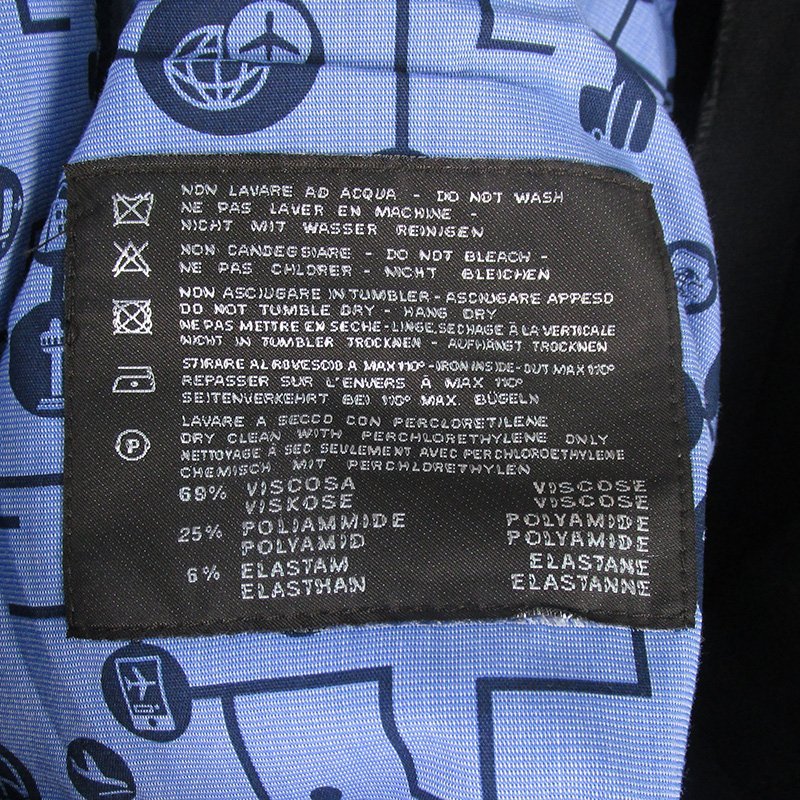 NON LAVARE AD ACQUA - DO NOT WASH
NE PAS LAVER EN MACHINE -
NICHT MIT WASSER REINIGEN
NON CANDEGGIARE - DO NOT BLEACH -
NE PAS CHLORER - NICHT BLEICHEN
NON ASCIUGARE IN TUMBLER - ASCIUGARE APPESO
DO NOT TUMBLE DRY - HANG DRY
NE PAS METTRE EN SECHE - LINGE, SECHAGE À LA VERTICALE
NICHT IN TUMBLER TROCKNEN - AUFHÄNGT TROCKNEN
STIRARE AL ROVESCIO A MAX 110° - IRON INSIDE - OUT MAX 110°
REPASSER SUR L'ENVERS À MAX 110°
SEITENVERKEHRT BEI 110° MAX. BÜGELN
P
LAVARE A SECCO CON PERCLORETILENE
DRY CLEAN WITH PERCHLORETHYLENE ONLY
NETTOYAGE À SEC SEULEMENT AVEC PERCHLOROETHYLENE
CHEMISCH MIT PERCHLORETHYLEN
69% VISCOSA VISCOSE
VISKOSE VISCOSE
25% POLIAMMIDE POLYAMIDE
POLYAMID POLYAMIDE
6% ELASTAM ELASTANE
ELASTHAN ELASTANNE